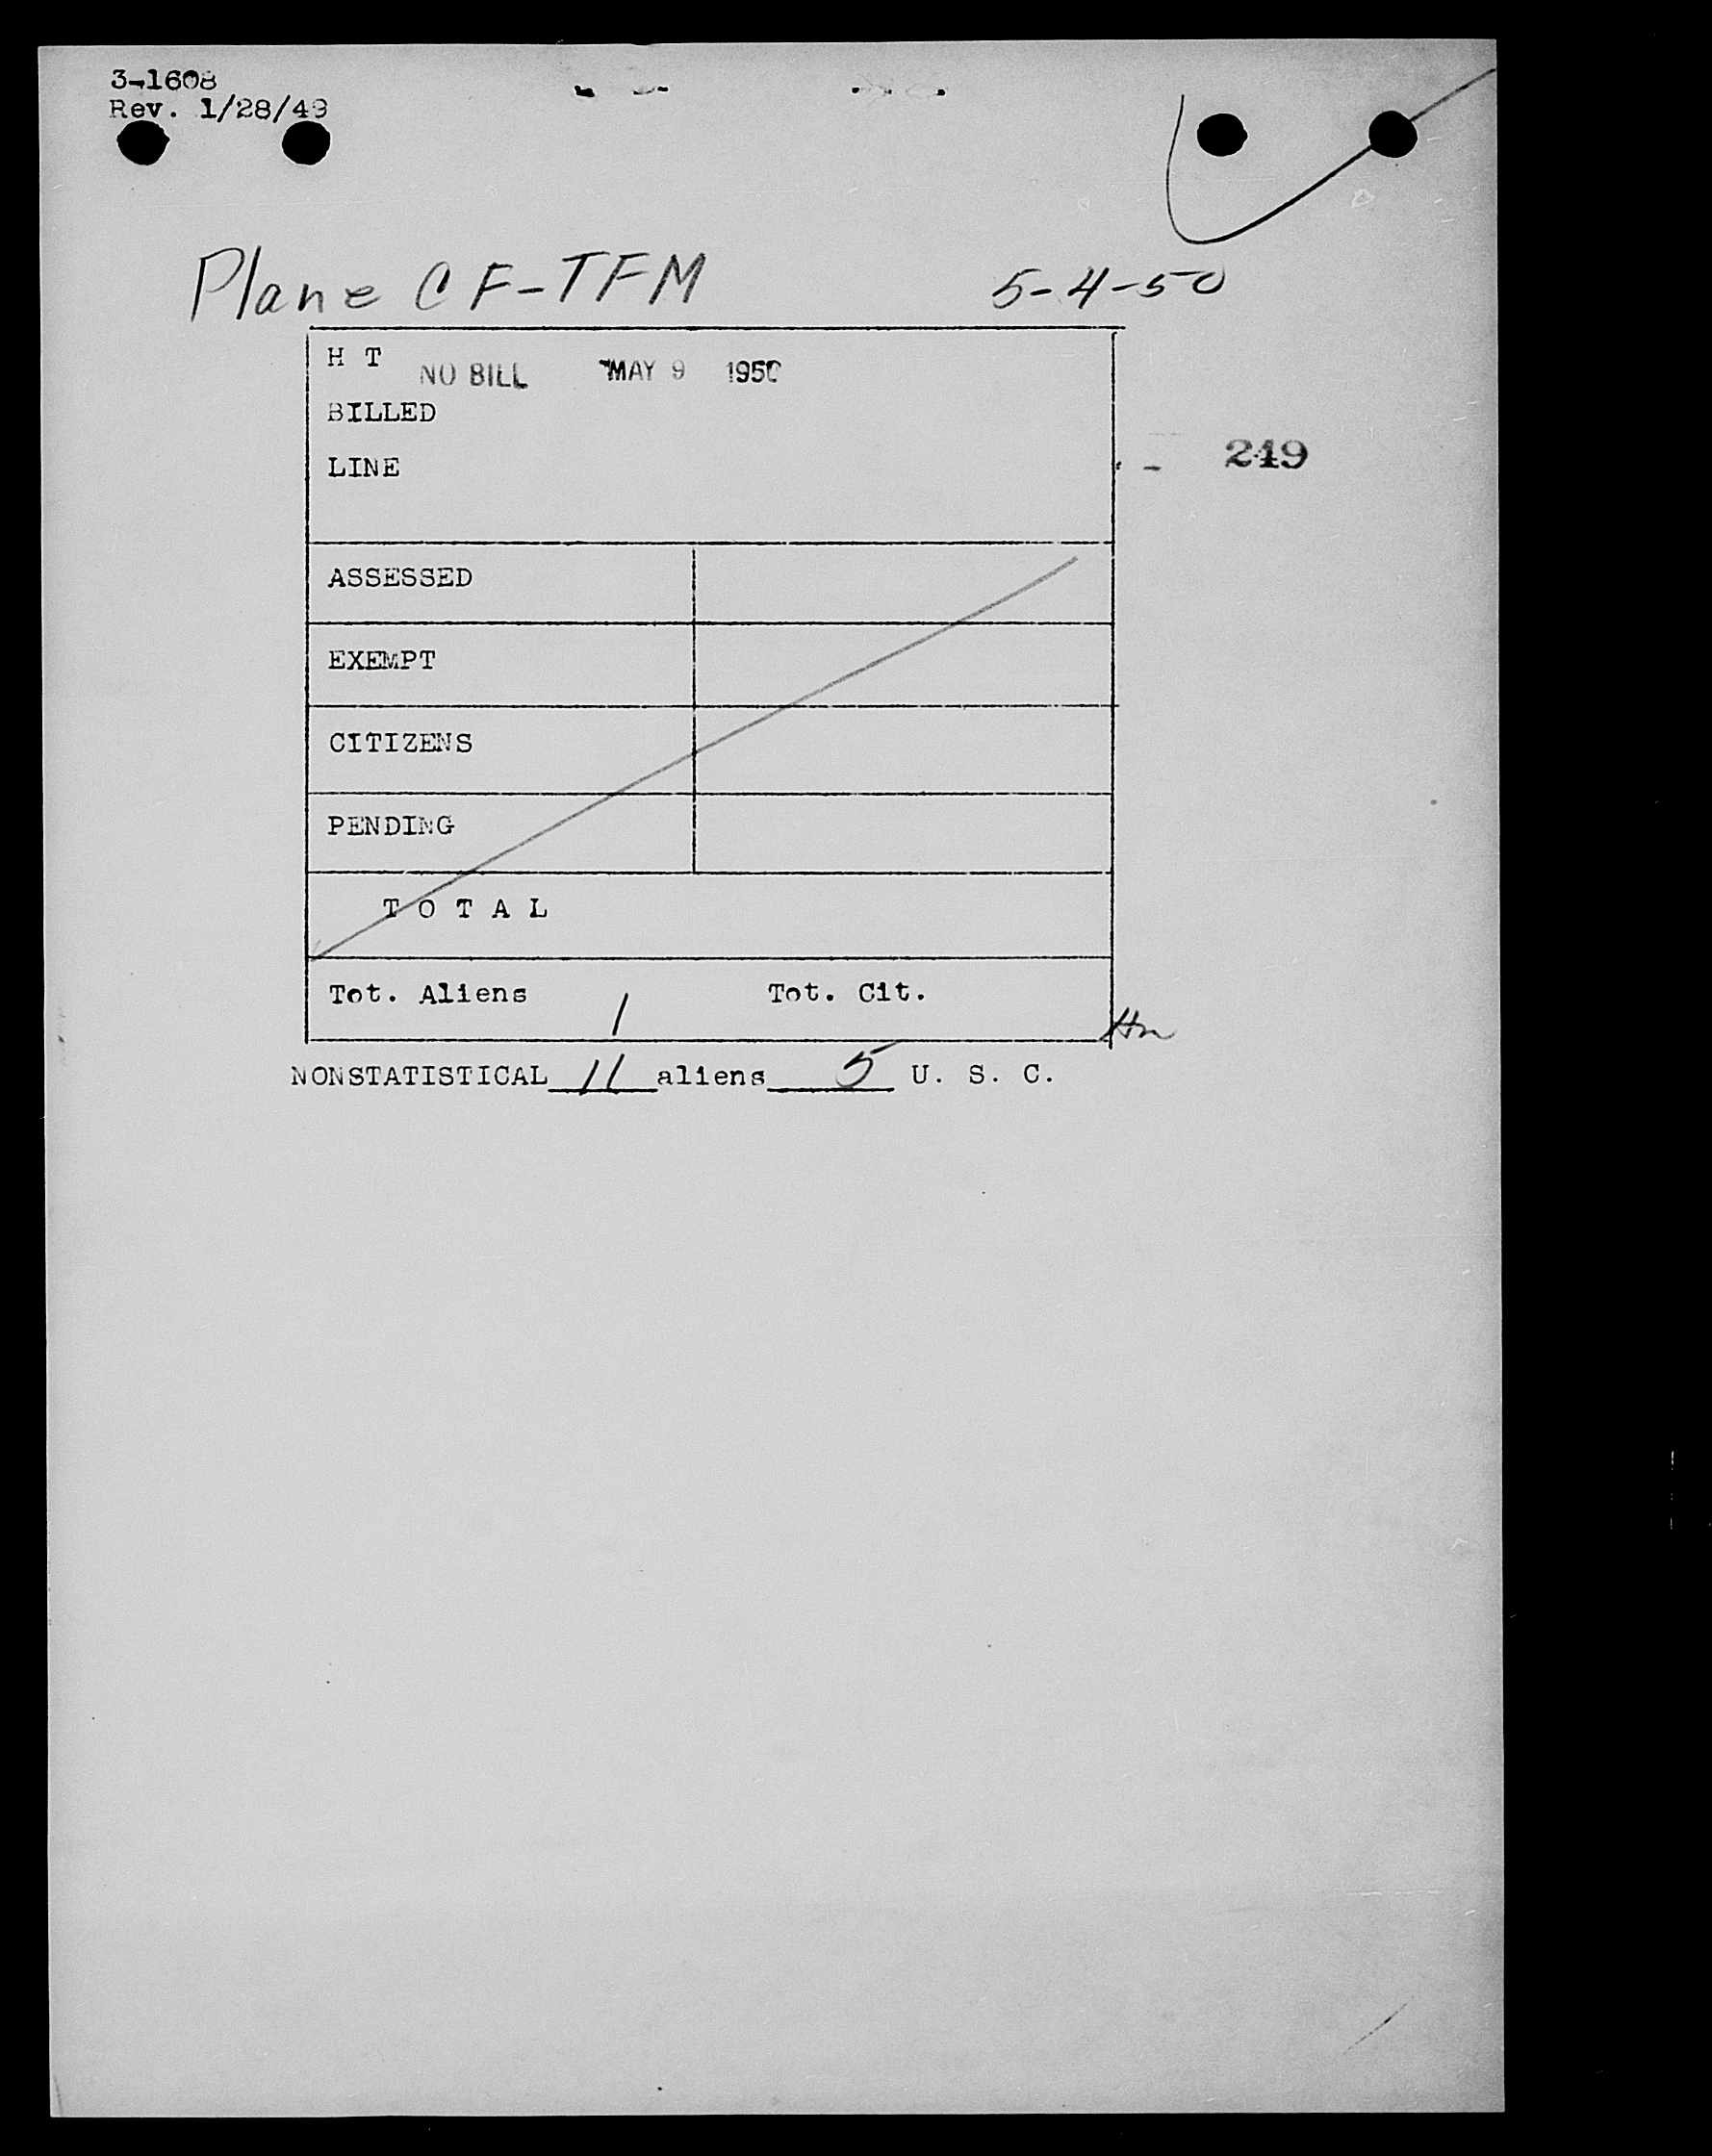 3-1608
Rev. 1/28/49
Plane CF-TFM 5-4-50
H T NO BILL MAY 9 1950
BILLED
LINE
249
ASSESSED
EXEMPT
CITIZENS
PENDING
T O T A L
Tot. Aliens 1 Tot. Cit.
NONSTATISTICAL 11 aliens 5 U. S. C.